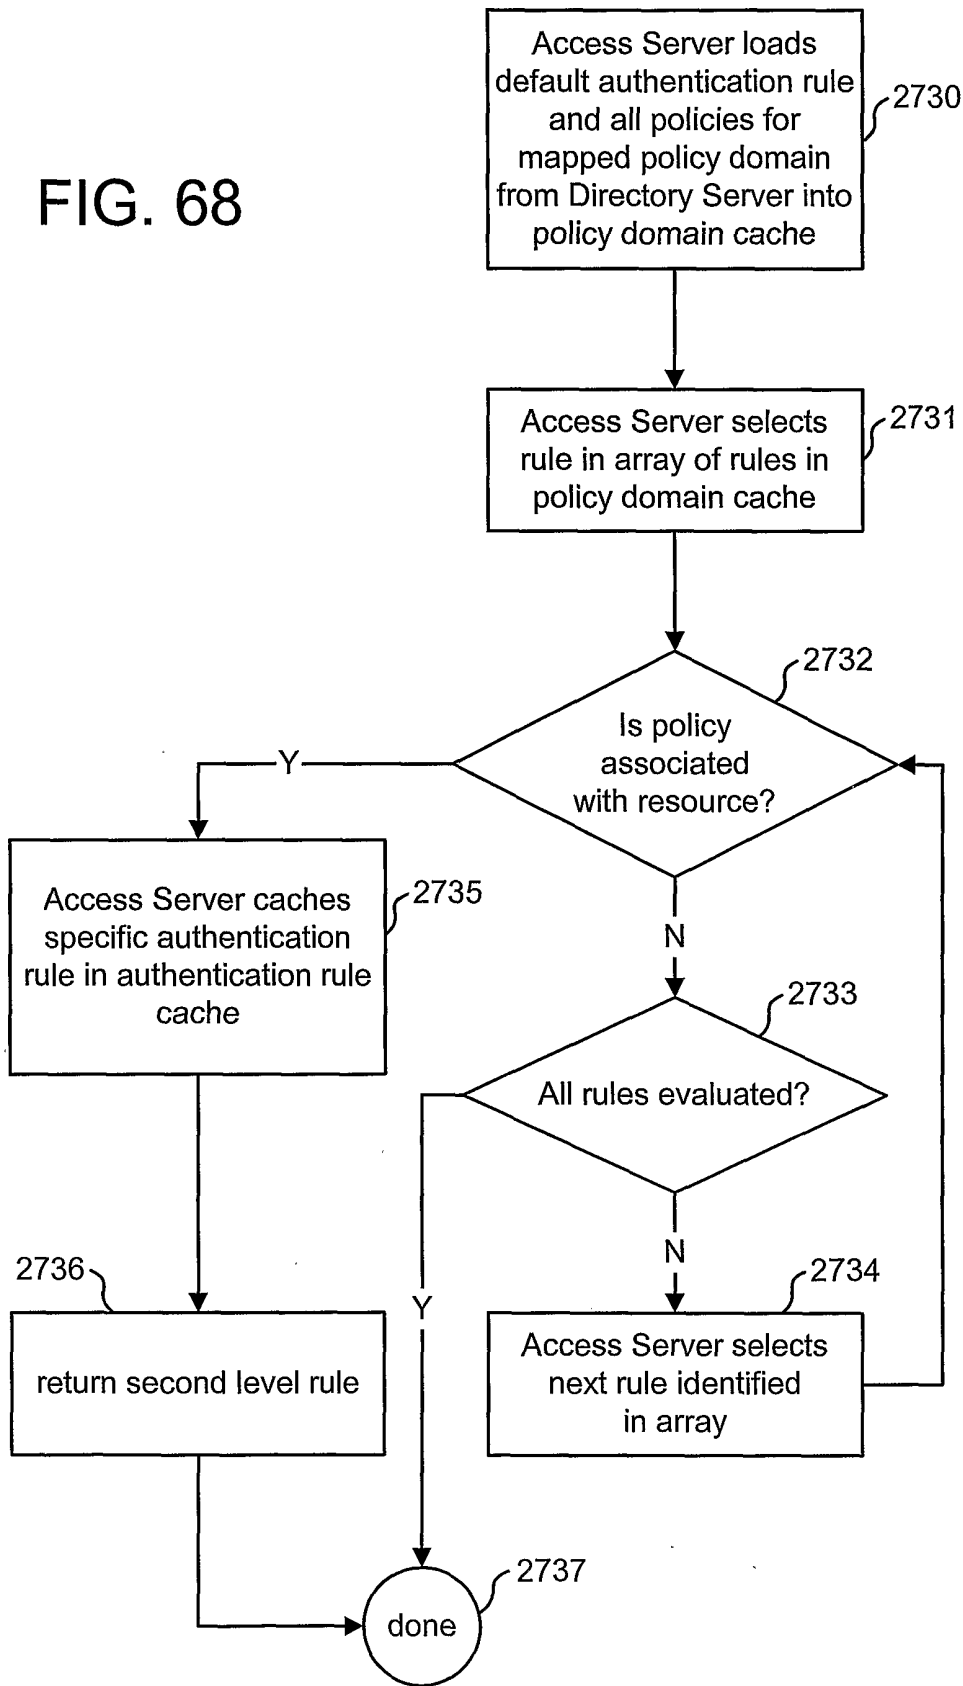 FIG. 68
Access Server loads
default authentication rule
and all policies for
mapped policy domain
from Directory Server into
policy domain cache
2730
Access Server selects
rule in array of rules in
policy domain cache
2731
2732
Is policy
associated
with resource?
Y
N
Access Server caches
specific authentication
rule in authentication rule
cache
2735
2733
All rules evaluated?
N
Y
2736
return second level rule
2734
Access Server selects
next rule identified
in array
2737
done